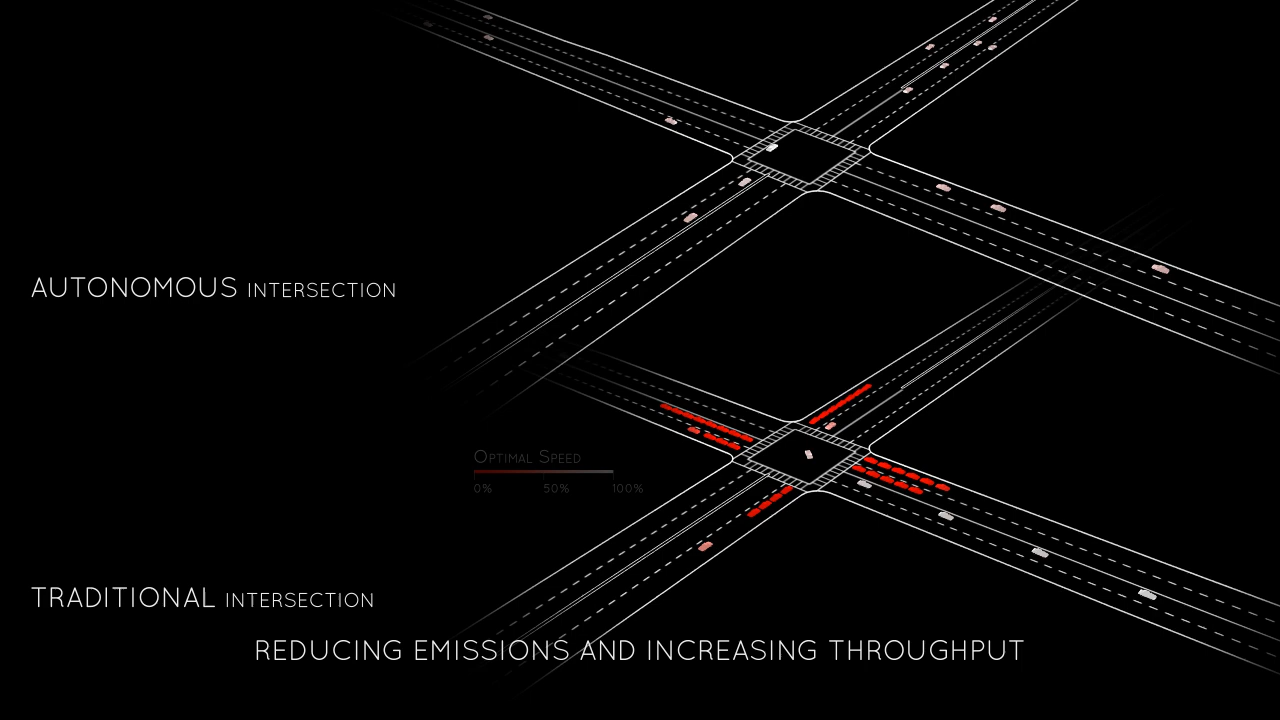 AUTONOMOUS INTERSECTION
OPTIMAL SPEED
0% 50% 100%
TRADITIONAL INTERSECTION
REDUCING EMISSIONS AND INCREASING THROUGHPUT